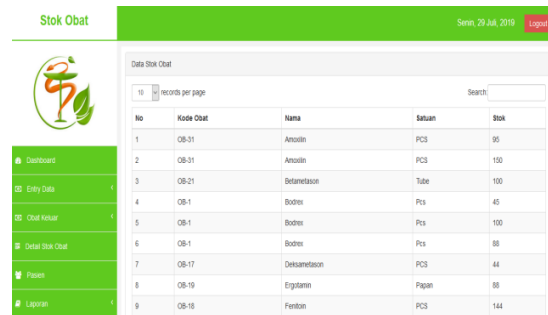 Stok Obat
Senin, 29 Juli, 2019 Logout
Data Stok Obat
10 records per page Search:
No Kode Obat Nama Satuan Stok
1 OB-31 Amoxilin PCS 95
2 OB-31 Amoxilin PCS 150
3 OB-21 Betametason Tube 100
4 OB-1 Bodrex Pcs 45
5 OB-1 Bodrex Pcs 100
6 OB-1 Bodrex Pcs 88
7 OB-17 Deksametason PCS 44
8 OB-19 Ergotamin Papan 88
9 OB-18 Fenitoin PCS 144
Dashboard
Entry Data
Obat Keluar
Detail Stok Obat
Pasien
Laporan